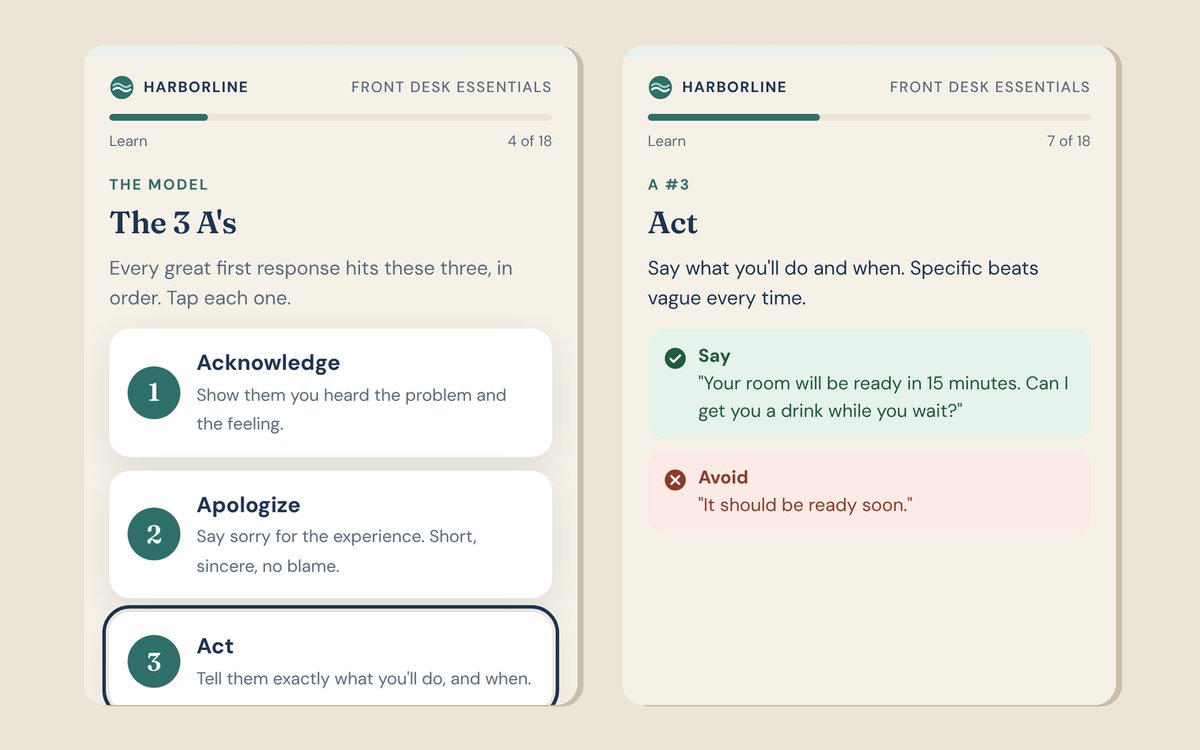 HARBORLINE
FRONT DESK ESSENTIALS
Learn
4 of 18
THE MODEL
The 3 A's
Every great first response hits these three, in
order. Tap each one.
1
Acknowledge
Show them you heard the problem and
the feeling.
2
Apologize
Say sorry for the experience. Short,
sincere, no blame.
3
Act
Tell them exactly what you'll do, and when.
HARBORLINE
FRONT DESK ESSENTIALS
Learn
7 of 18
A #3
Act
Say what you'll do and when. Specific beats
vague every time.
Say
"Your room will be ready in 15 minutes. Can I
get you a drink while you wait?"
Avoid
"It should be ready soon."